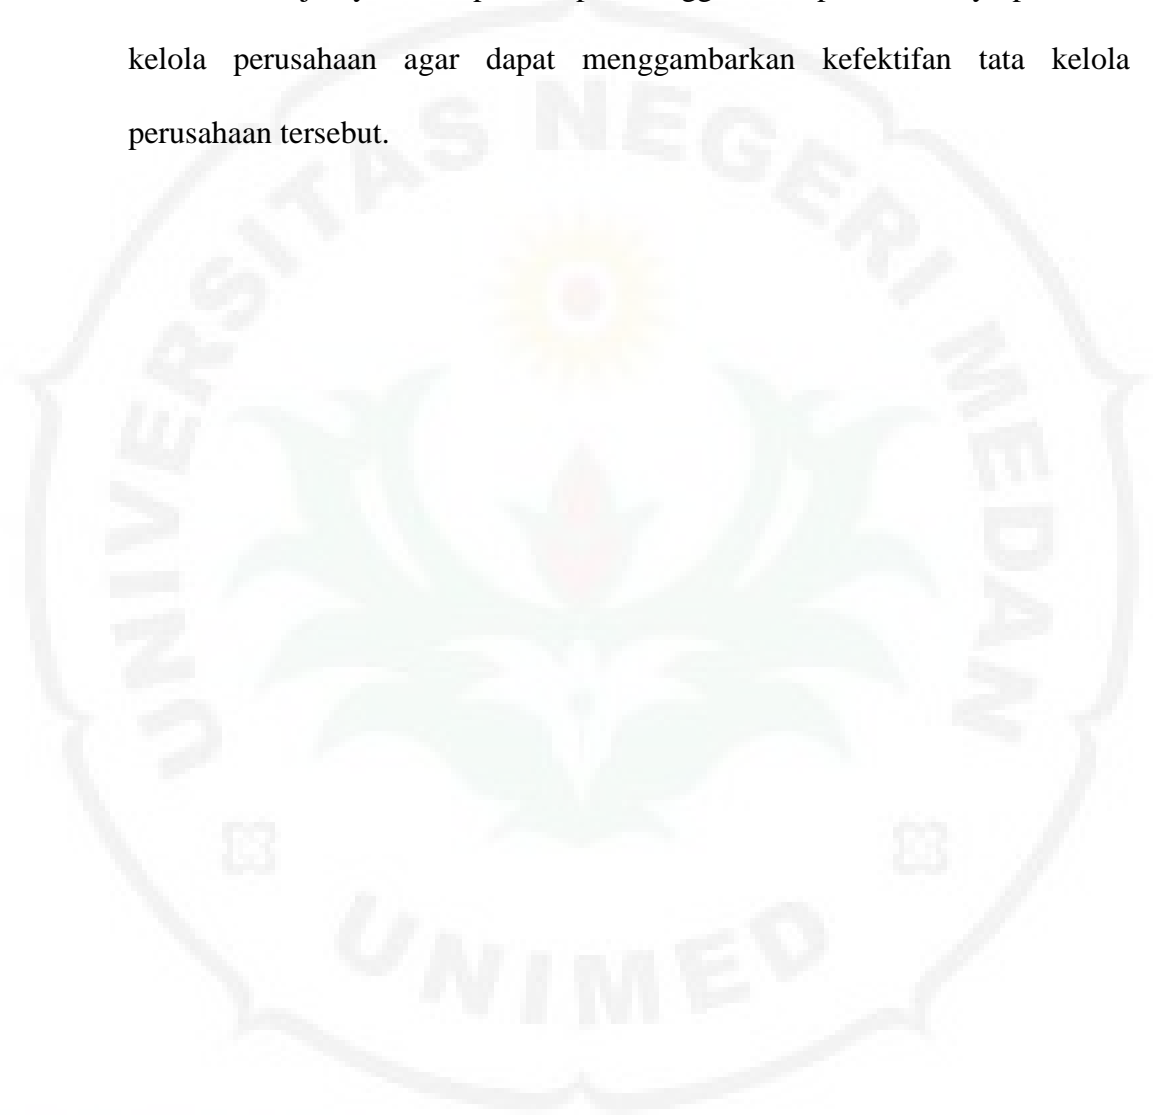 kelola perusahaan agar dapat menggambarkan kefektifan tata kelola
perusahaan tersebut.
UNIVERSITAS NEGERI MEDAN
UNIMED